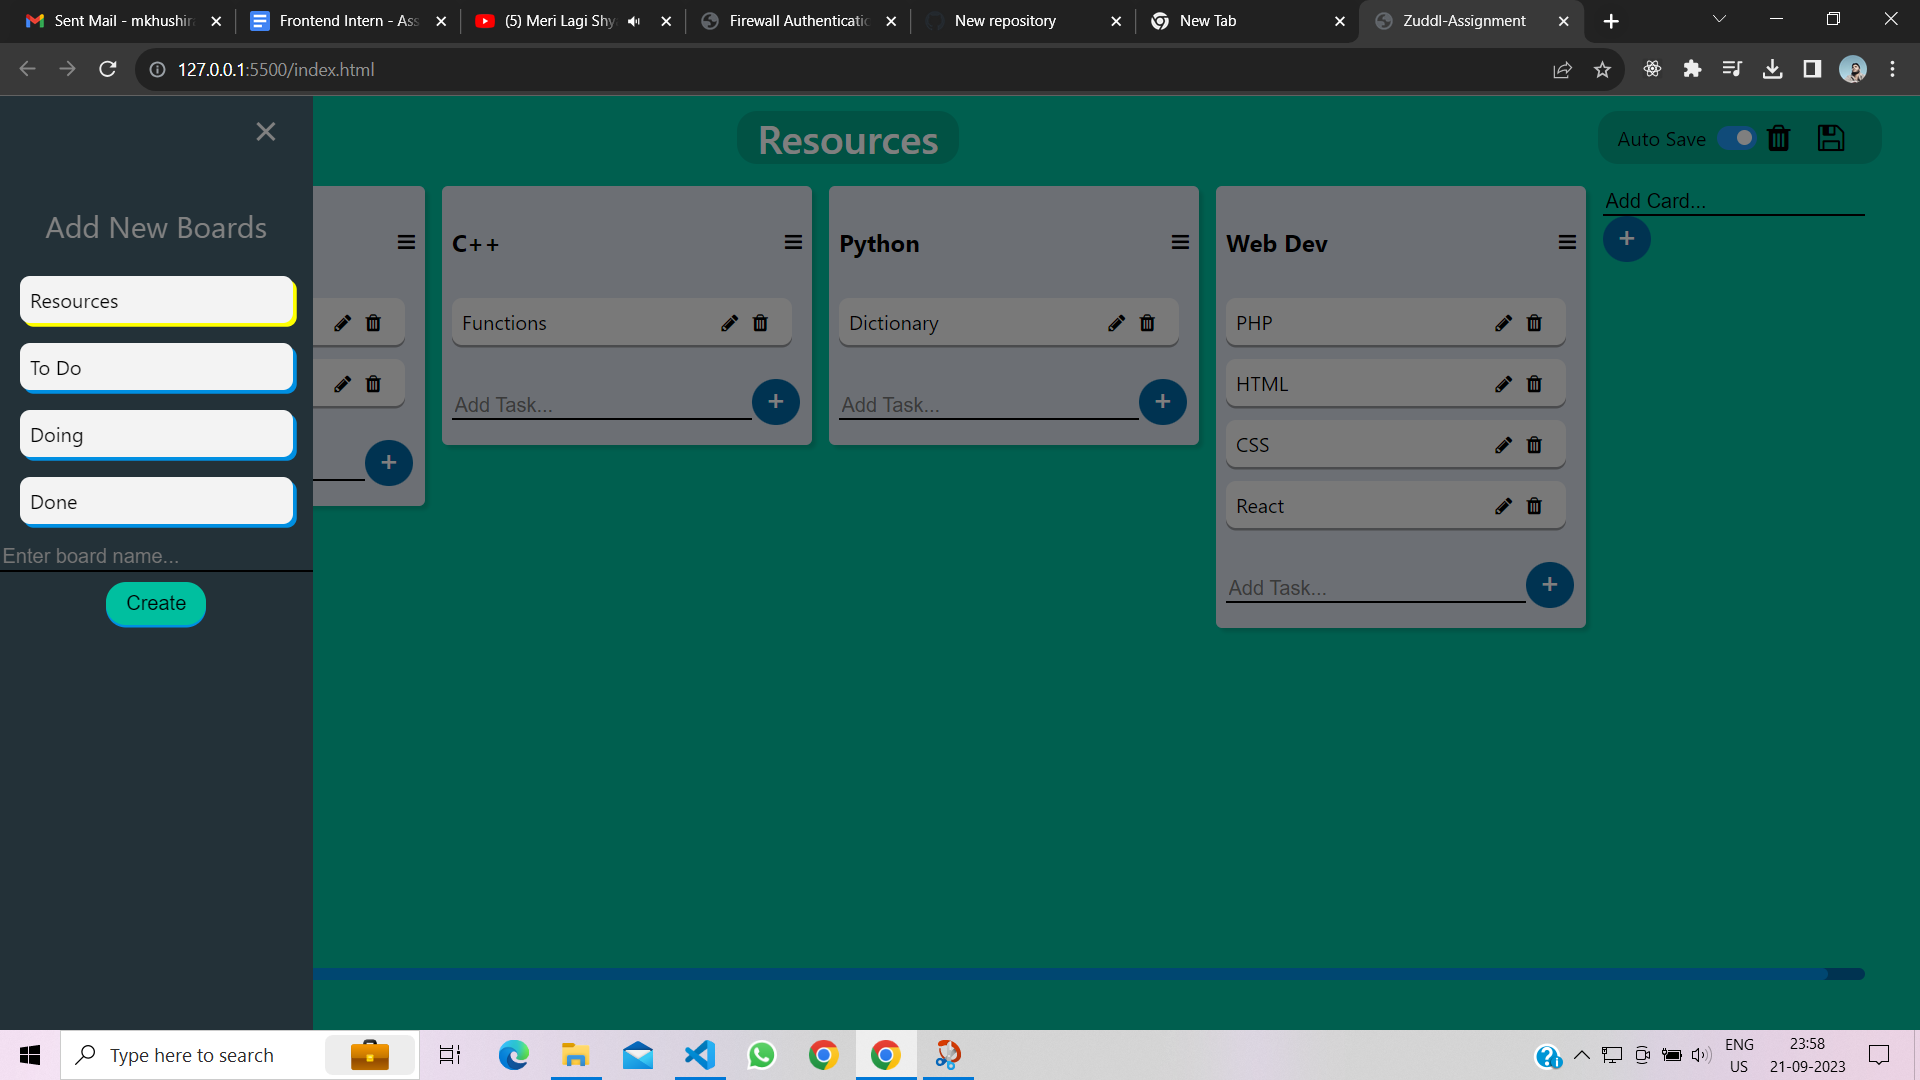 Sent Mail - mkhushir
Frontend Intern - Ass
(5) Meri Lagi Shy
Firewall Authenticatio
New repository
New Tab
Zuddl-Assignment
127.0.0.1:5500/index.html
Resources
Auto Save
Add New Boards
Resources
To Do
Doing
Done
Enter board name...
Create
C++
Functions
Add Task...
Python
Dictionary
Add Task...
Web Dev
PHP
HTML
CSS
React
Add Task...
Add Card...
Type here to search
ENG
US
23:58
21-09-2023